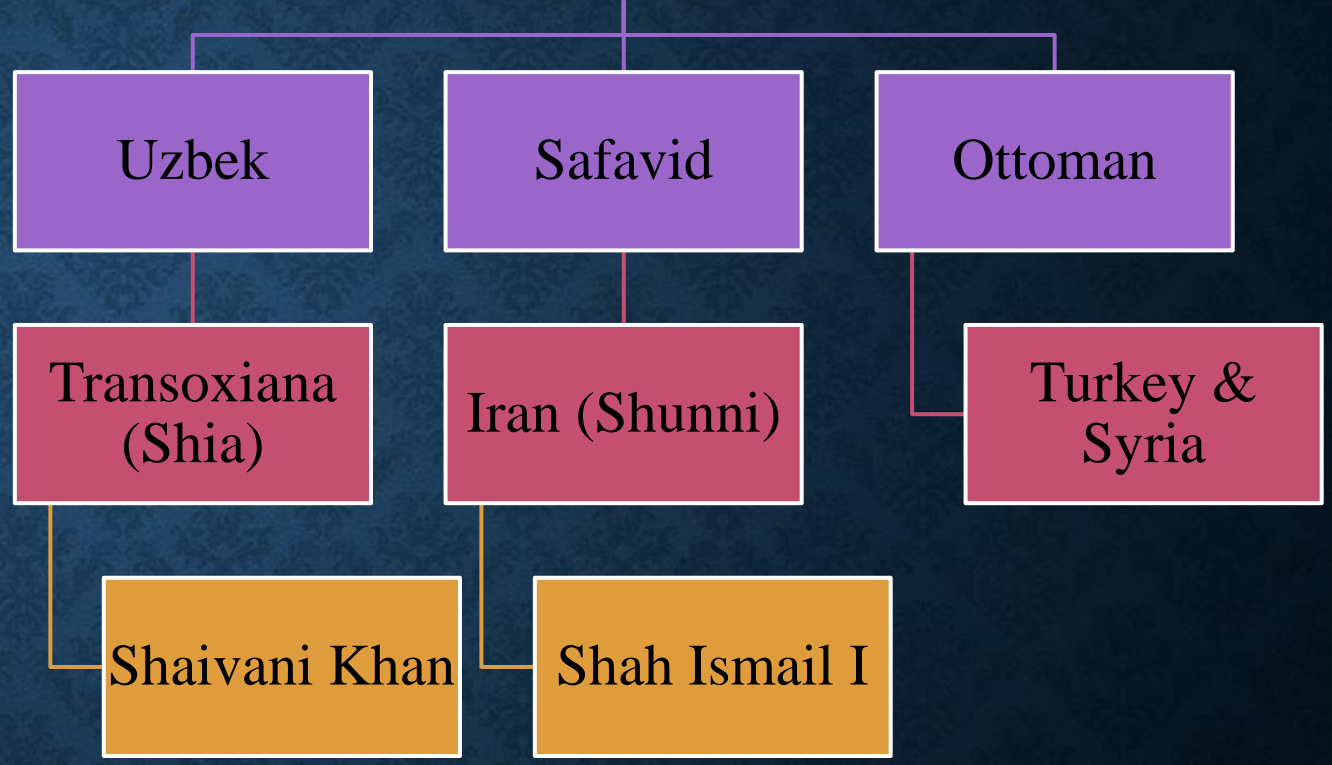 Uzbek
Safavid
Ottoman
Transoxiana
(Shia)
Iran (Shunni)
Turkey &
Syria
Shaivani Khan
Shah Ismail I